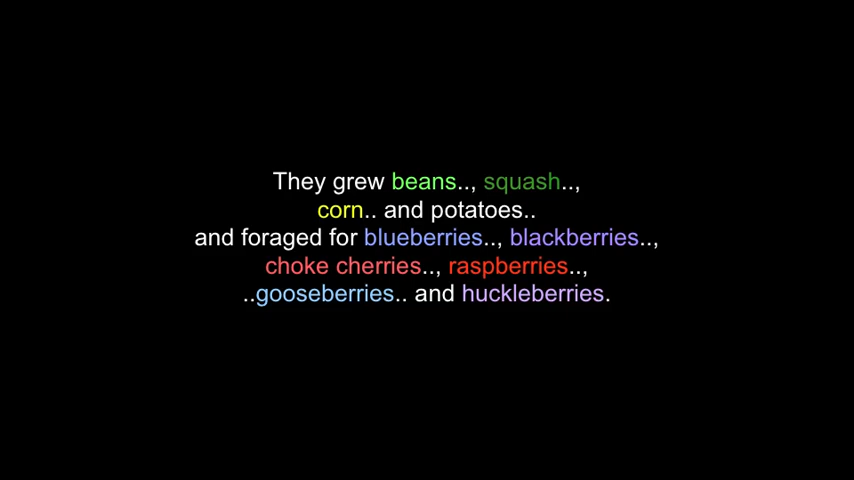 They grew beans.., squash..,
corn.. and potatoes..
and foraged for blueberries.., blackberries..,
choke cherries.., raspberries..,
..gooseberries.. and huckleberries.